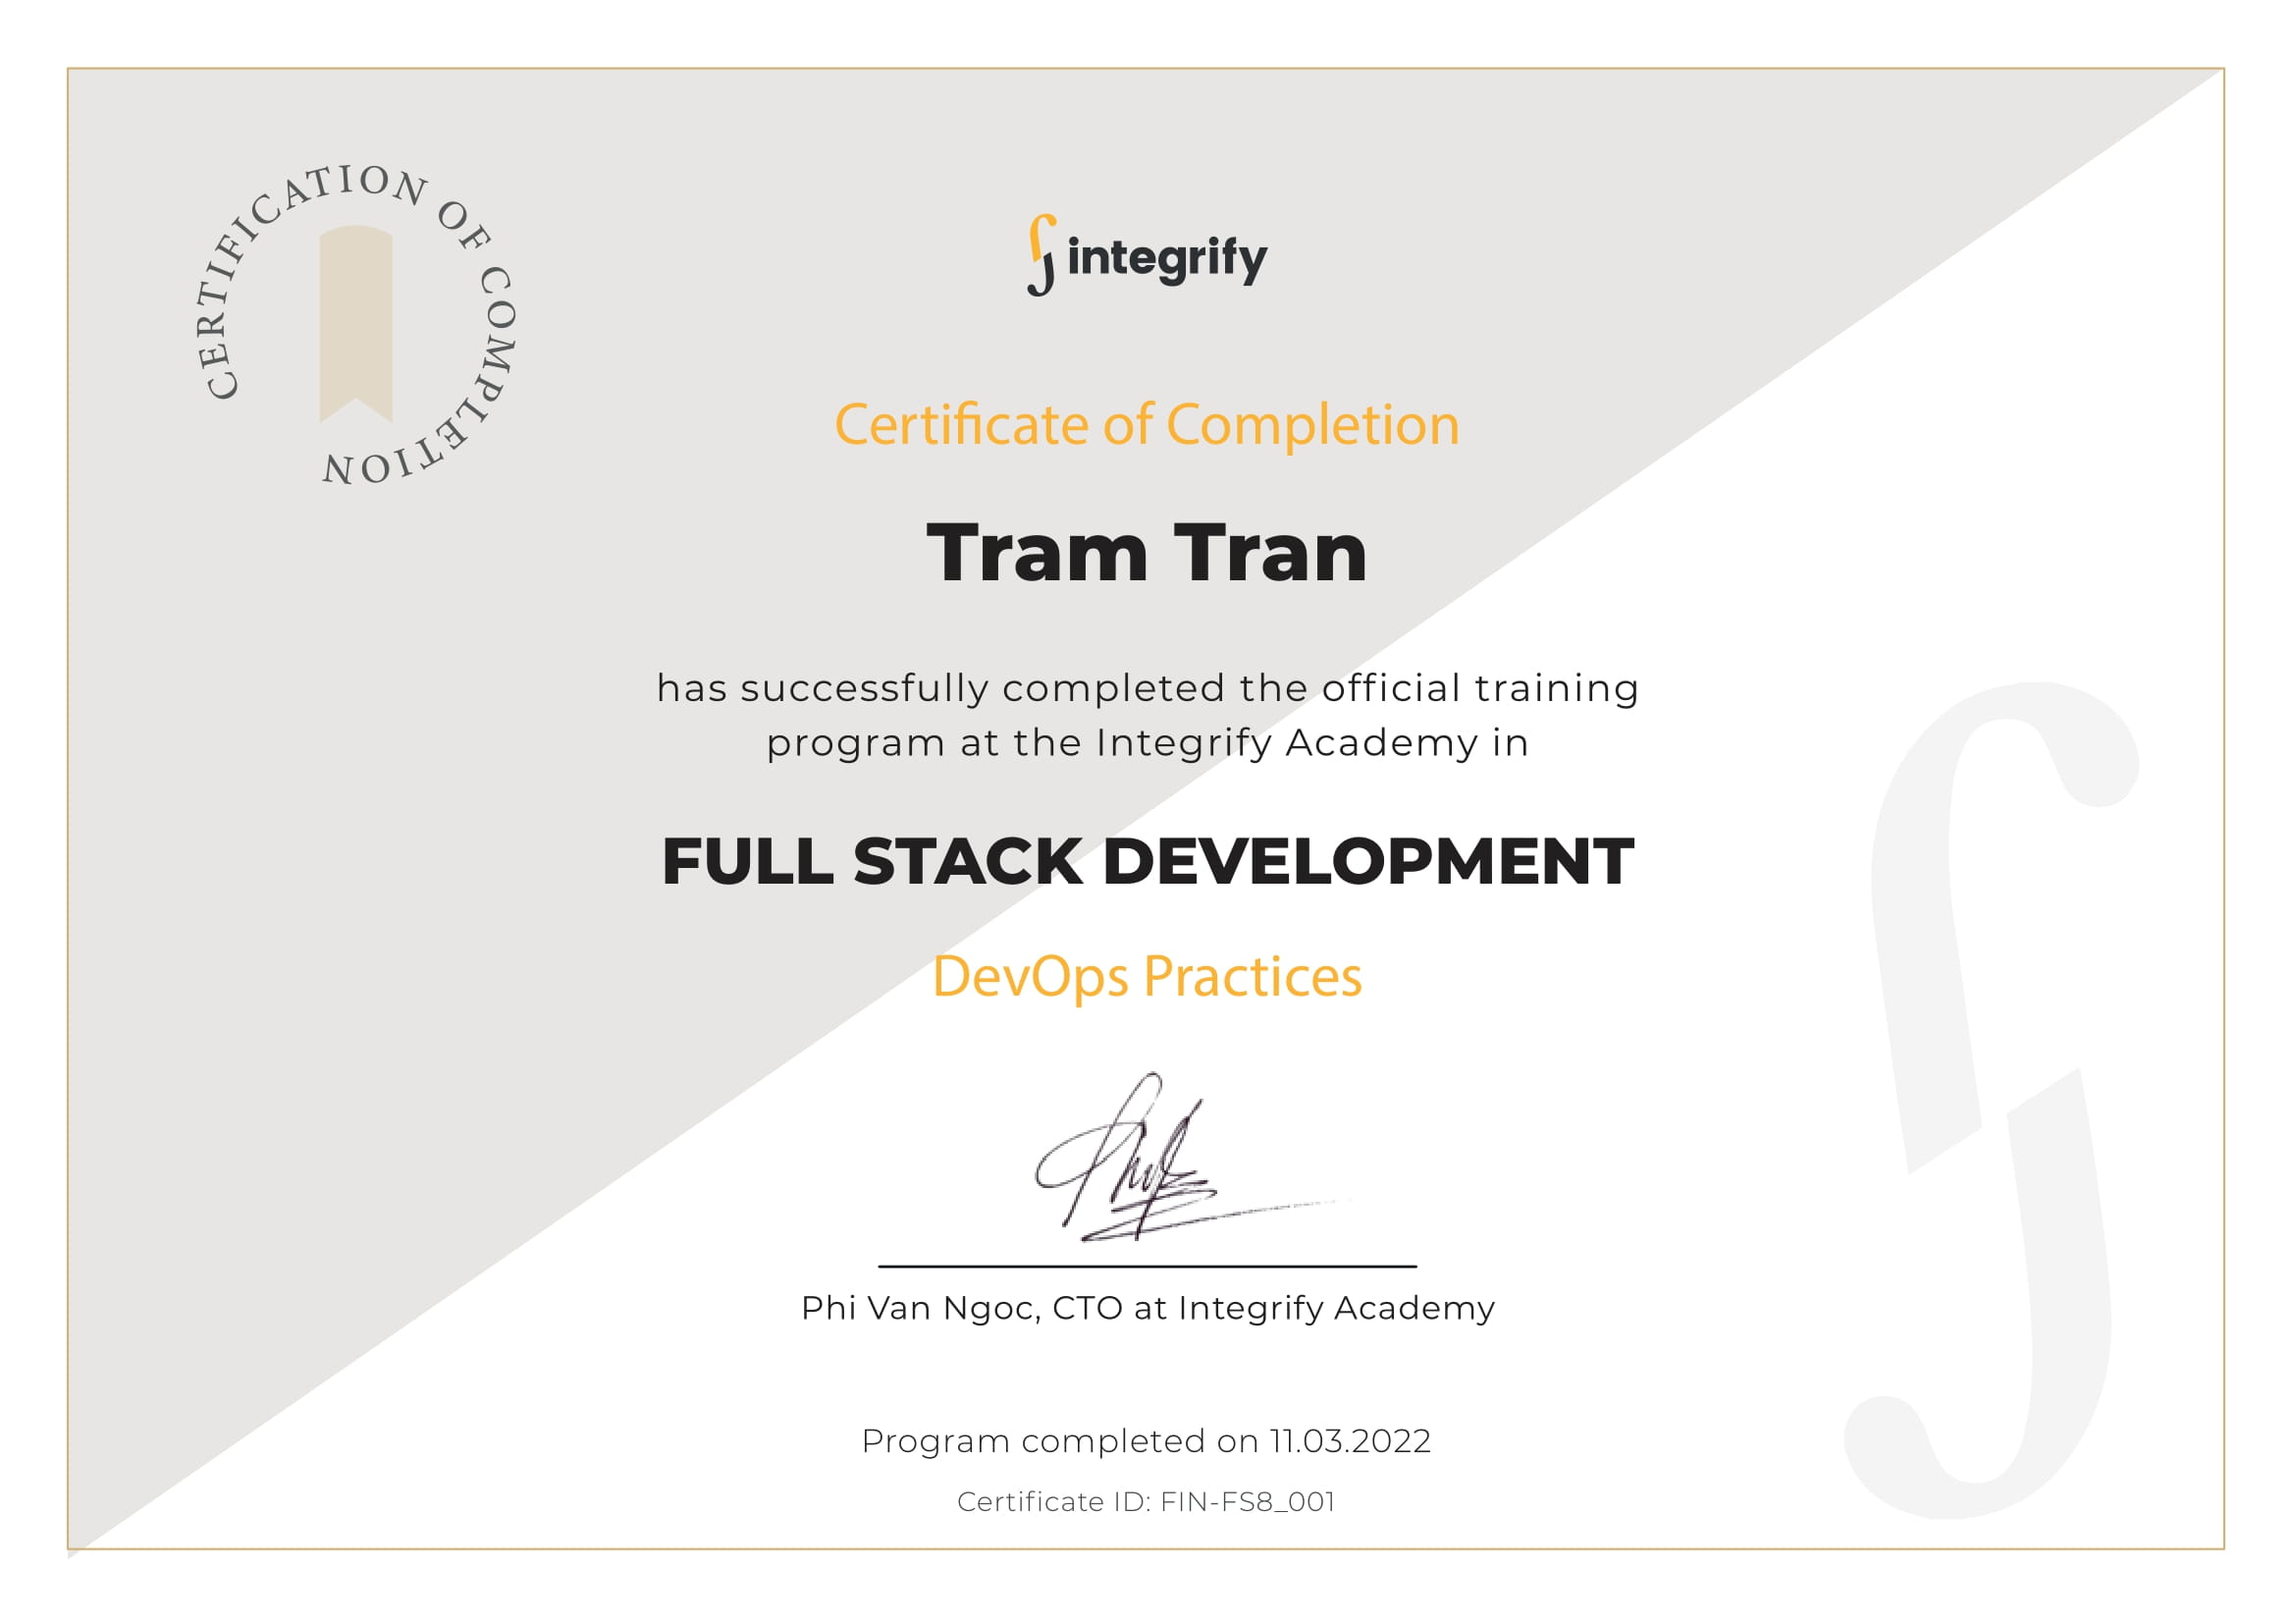 CERTIFICATION OF COMPLETION
integrify
Certificate of Completion
Tram Tran
has successfully completed the official training
program at the Integrify Academy in
FULL STACK DEVELOPMENT
DevOps Practices
Phi Van Ngoc, CTO at Integrify Academy
Program completed on 11.03.2022
Certificate ID: FIN-FS8_001